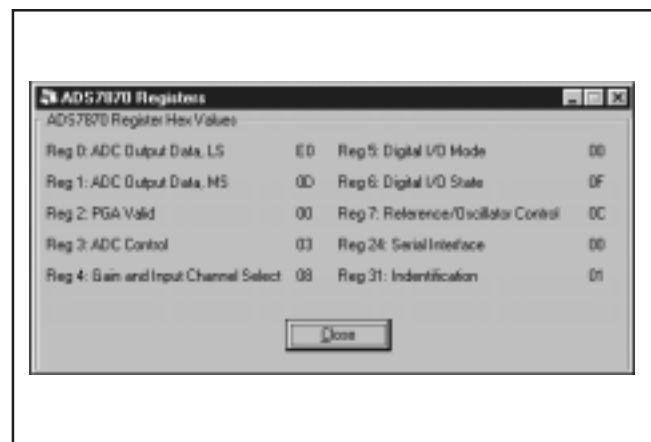 ADS7870 Registers
ADS7870 Register Hex Values
Reg 0: ADC Output Data, LS E0 Reg 5: Digital I/O Mode 00
Reg 1: ADC Output Data, MS 0D Reg 6: Digital I/O State 0F
Reg 2: PGA Valid 00 Reg 7: Reference/Oscillator Control 0C
Reg 3: ADC Control 03 Reg 24: Serial Interface 00
Reg 4: Gain and Input Channel Select 08 Reg 31: Indentification 01
Close